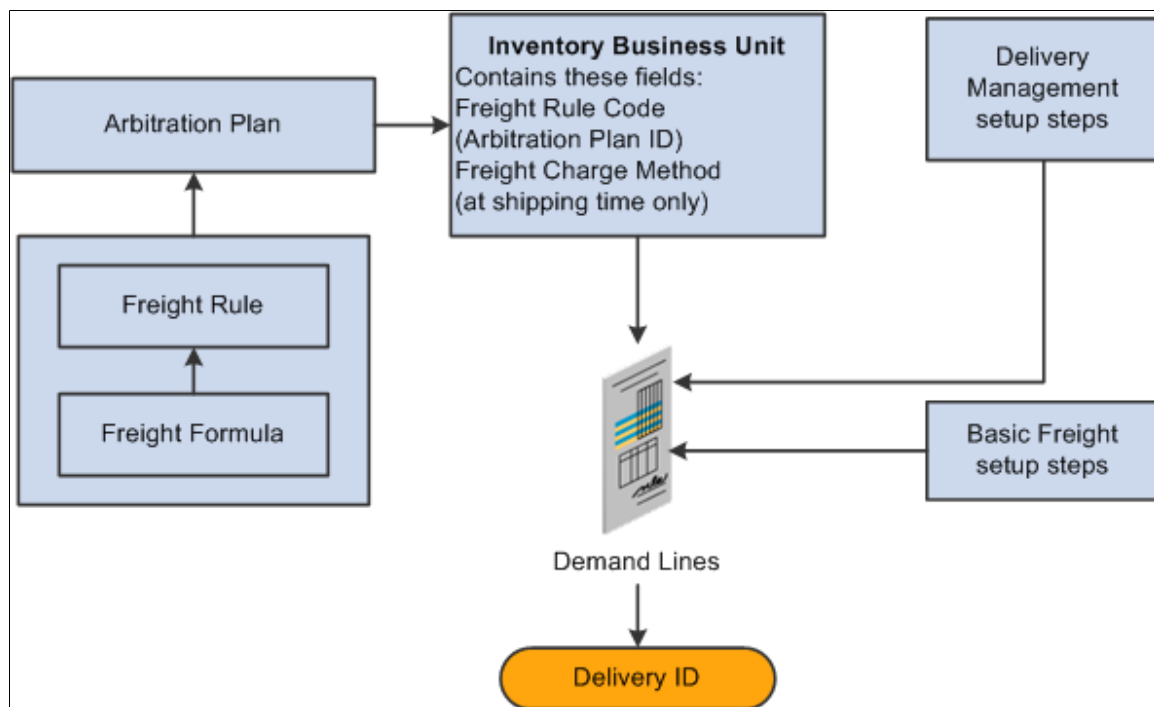 Arbitration Plan
Inventory Business Unit
Contains these fields:
Freight Rule Code
(Arbitration Plan ID)
Freight Charge Method
(at shipping time only)
Delivery
Management
setup steps
Freight Rule
Freight Formula
Basic Freight
setup steps
Demand Lines
Delivery ID